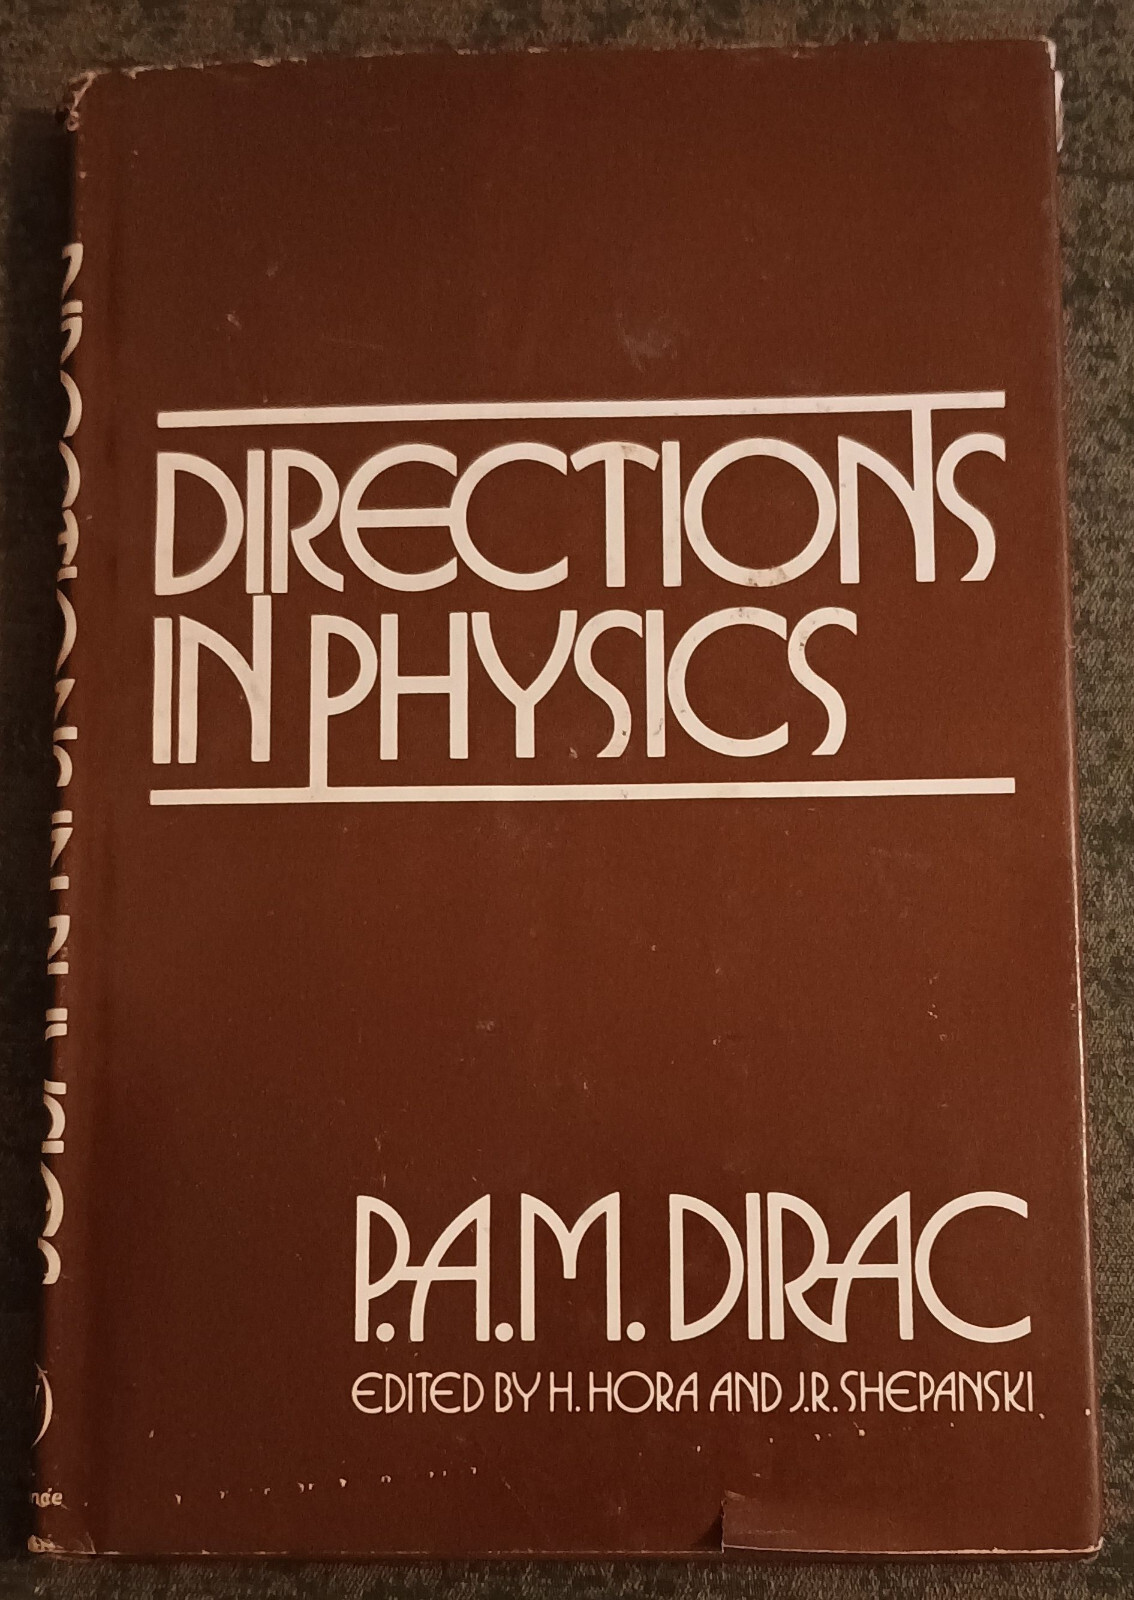 DIRECTIONS
IN PHYSICS
P.A.M. DIRAC
EDITED BY H. HORA AND J.R. SHEPANSKI